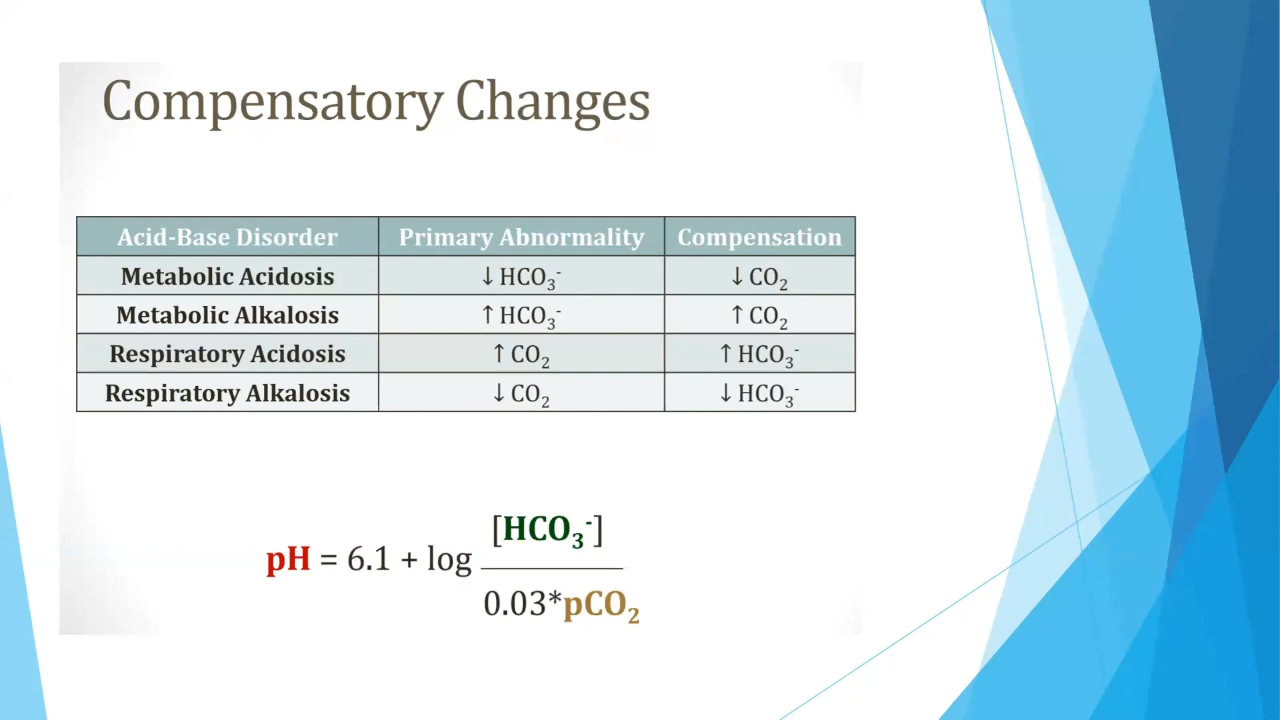 Compensatory Changes
Acid-Base Disorder Primary Abnormality Compensation
Metabolic Acidosis ↓ HCO₃⁻ ↓ CO₂
Metabolic Alkalosis ↑ HCO₃⁻ ↑ CO₂
Respiratory Acidosis ↑ CO₂ ↑ HCO₃⁻
Respiratory Alkalosis ↓ CO₂ ↓ HCO₃⁻
[HCO₃⁻]
pH = 6.1 + log
0.03*pCO₂